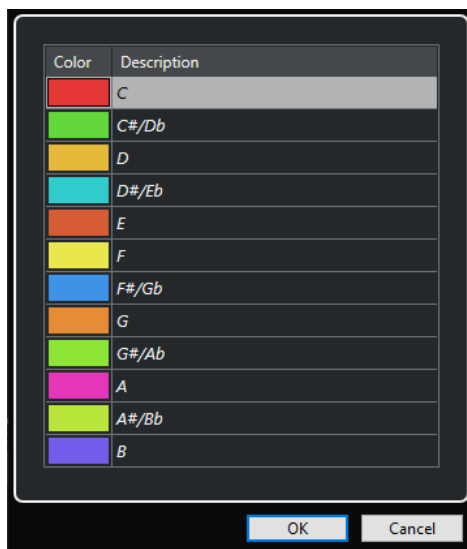 Color Description
C
C#/Db
D
D#/Eb
E
F
F#/Gb
G
G#/Ab
A
A#/Bb
B
OK Cancel